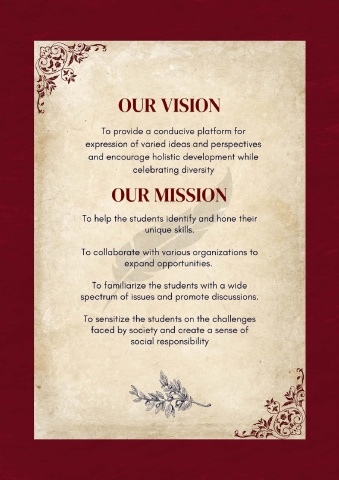 OUR VISION
To provide a conducive platform for
expression of varied ideas and perspectives
and encourage holistic development while
celebrating diversity
OUR MISSION
To help the students identify and hone their
unique skills.
To collaborate with various organizations to
expand opportunities.
To familiarize the students with a wide
spectrum of issues and promote discussions.
To sensitize the students on the challenges
faced by society and create a sense of
social responsibility